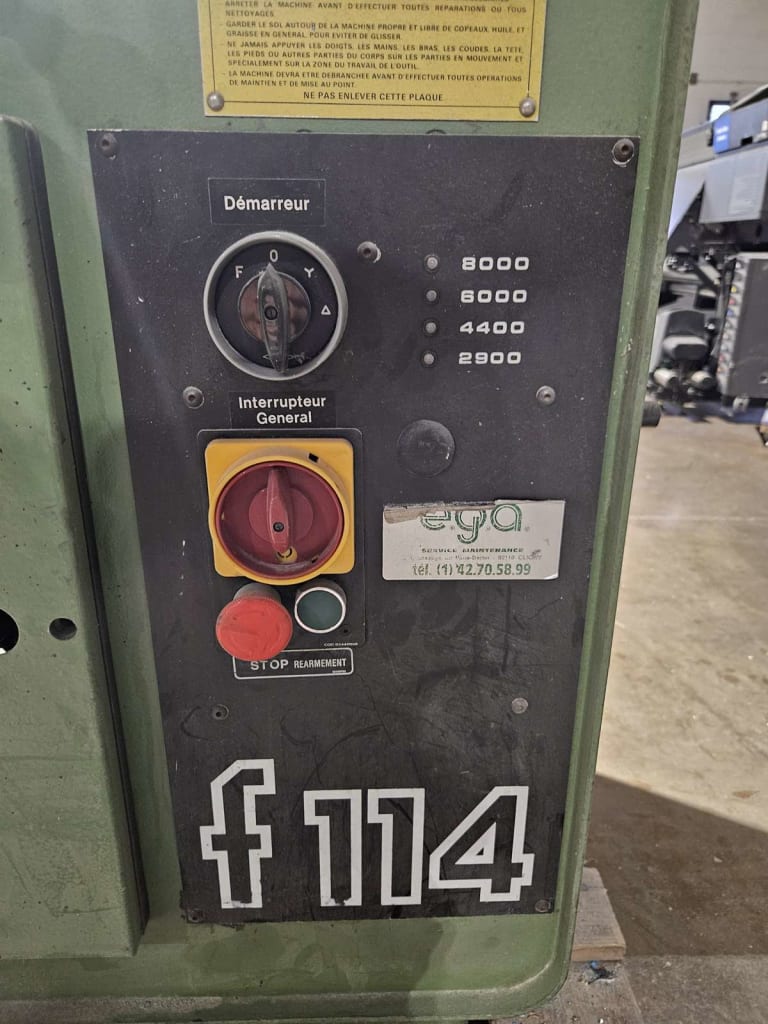 ARRETER LA MACHINE AVANT D'EFFECTUER TOUTES REPARATIONS OU TOUS
NETTOYAGES.
- GARDER LE SOL AUTOUR DE LA MACHINE PROPRE ET LIBRE DE COPEAUX, HUILE, ET
GRAISSE EN GENERAL, POUR EVITER DE GLISSER.
- NE JAMAIS APPUYER LES DOIGTS, LES MAINS, LES BRAS, LES COUDES, LA TETE,
LES PIEDS OU AUTRES PARTIES DU CORPS SUR LES PARTIES EN MOUVEMENT ET
SPECIALEMENT SUR LA ZONE DU TRAVAIL DE L'OUTIL.
- LA MACHINE DEVRA ETRE DEBRANCHEE AVANT D'EFFECTUER TOUTES OPERATIONS
DE MAINTIEN ET DE MISE AU POINT.
NE PAS ENLEVER CETTE PLAQUE
Démarreur
O
F Y
Δ
8000
6000
4400
2900
Interrupteur
General
e.g.a.
SERVICE MAINTENANCE
CLICHY
tél. (1) 42.70.58.99
STOP REARMEMENT
f 114